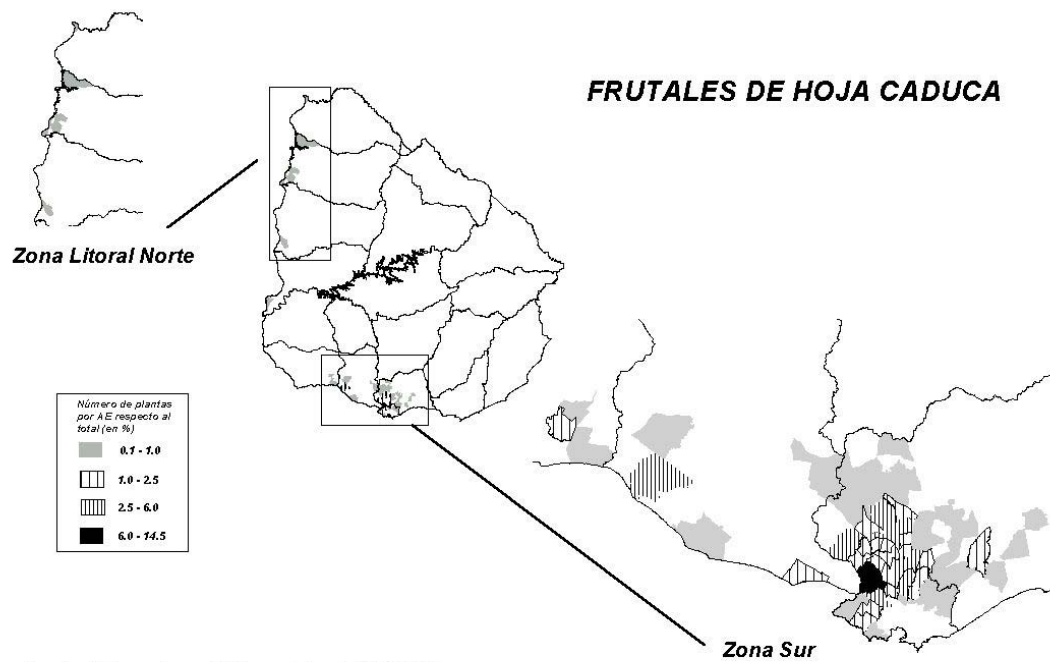 FRUTALES DE HOJA CADUCA
Zona Litoral Norte
Número de plantas
por AE respecto al
total (en %)
0.1 - 1.0
1.0 - 2.5
2.5 - 6.0
6.0 - 14.5
Zona Sur